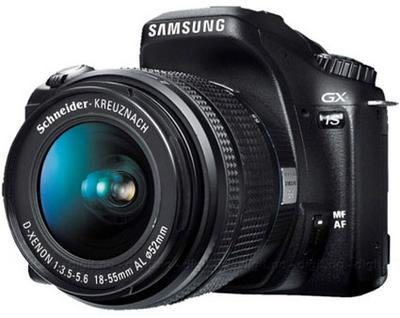 SAMSUNG
GX-
1S
Schneider-KREUZNACH
D-XENON 1:3.5-5.6 18-55mm AL ø52mm
MF
AF